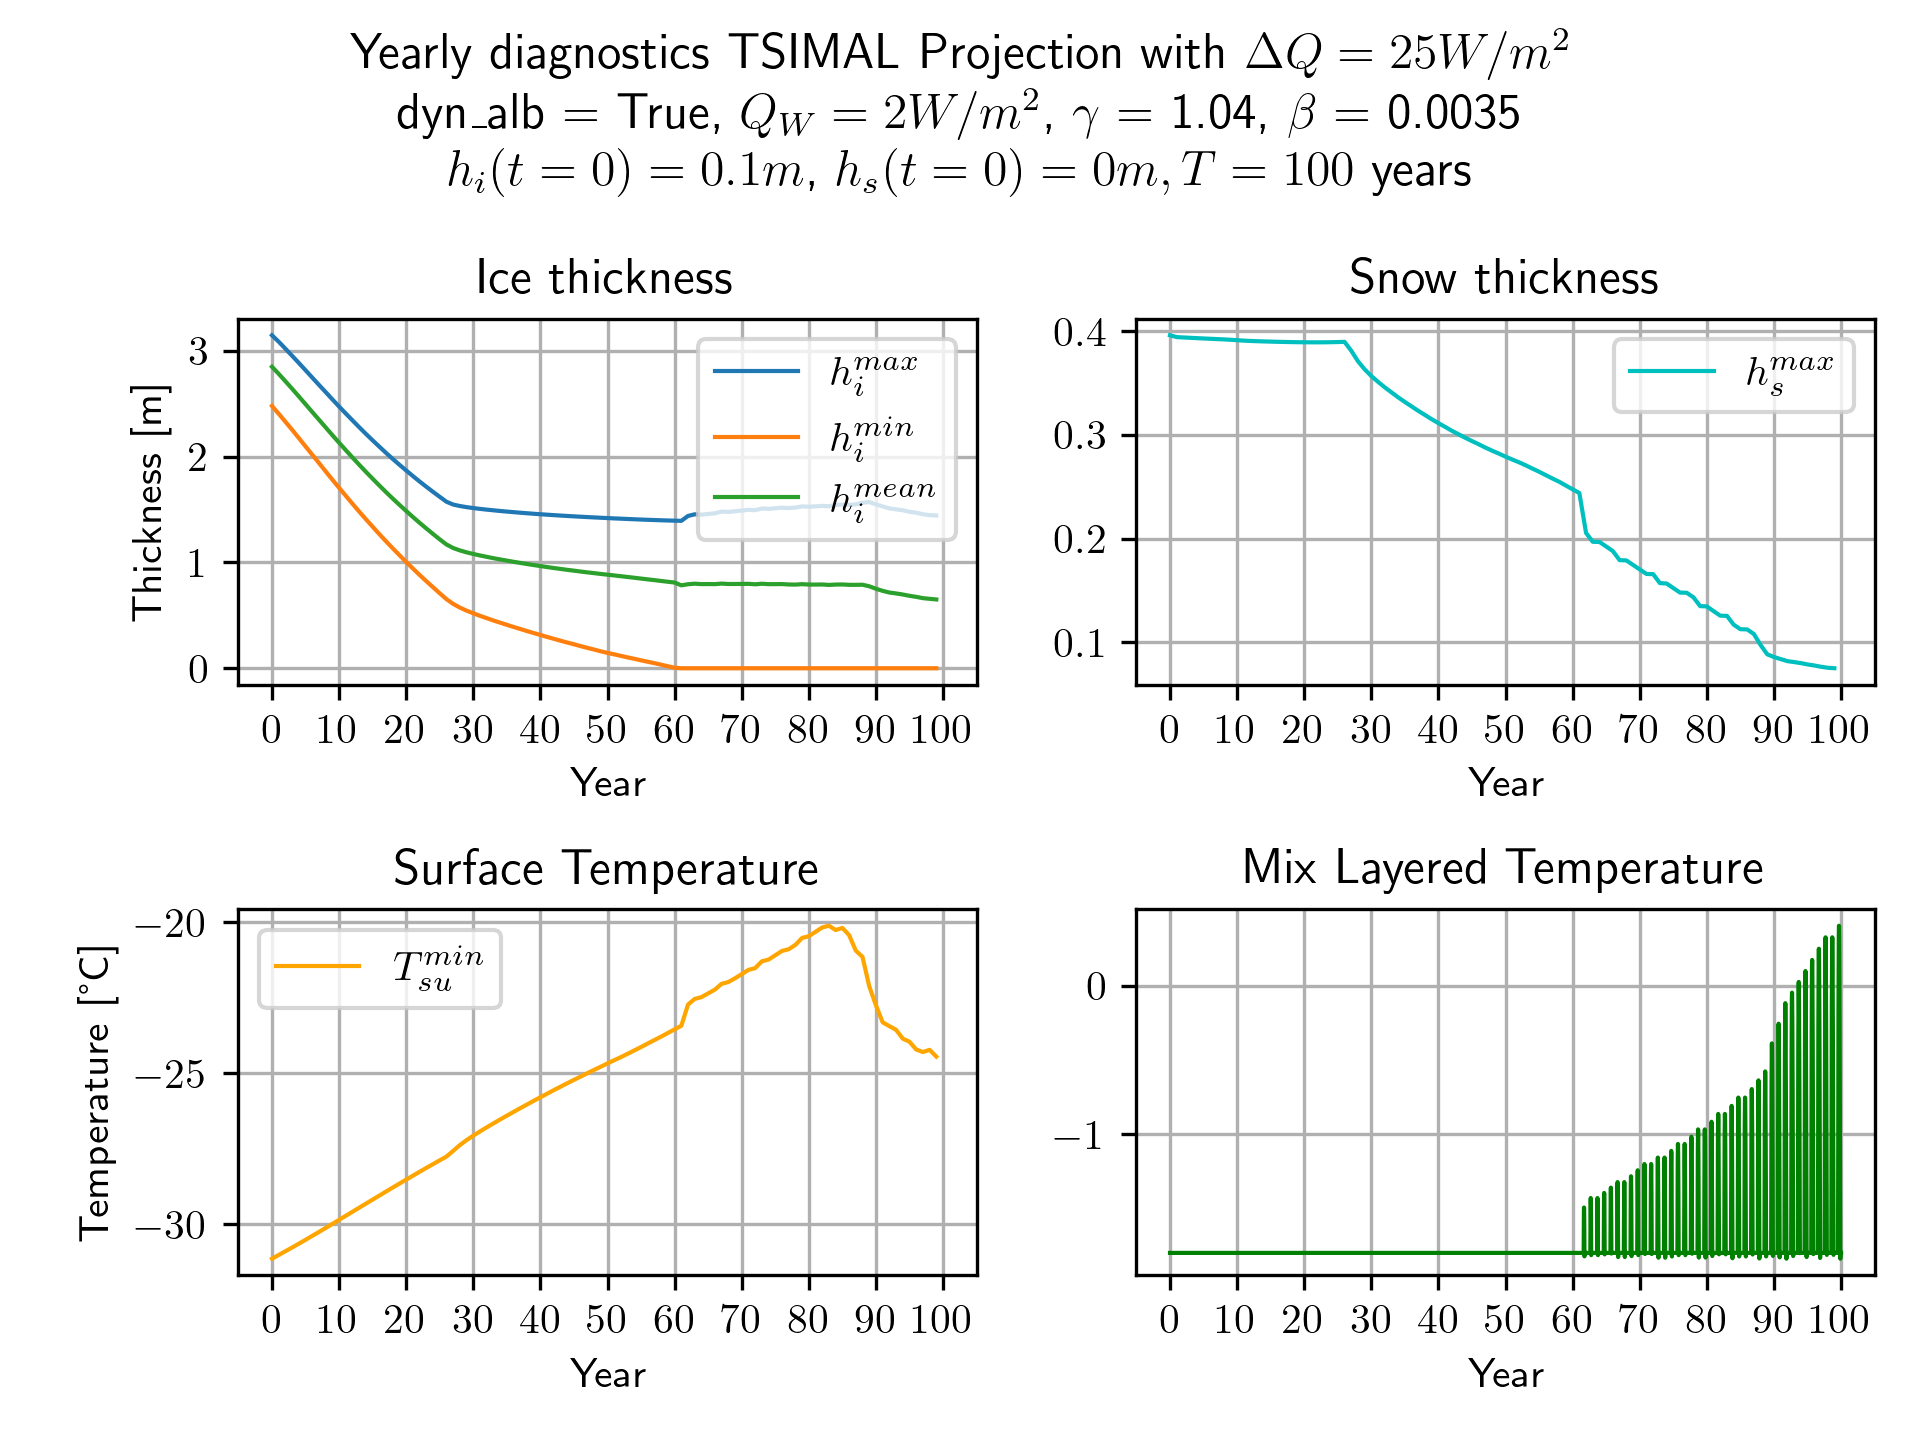 Yearly diagnostics TSIMAL Projection with ΔQ = 25W/m²
dyn_alb = True, Q_W = 2W/m², γ = 1.04, β = 0.0035
h_i(t = 0) = 0.1m, h_s(t = 0) = 0m, T = 100 years
Ice thickness
Thickness [m]
3
2
1
0
h_i^{max}
h_i^{min}
h_i^{mean}
0 10 20 30 40 50 60 70 80 90 100
Year
Snow thickness
0.4
0.3
0.2
0.1
h_s^{max}
0 10 20 30 40 50 60 70 80 90 100
Year
Surface Temperature
Temperature [°C]
−20
−25
−30
T_{su}^{min}
0 10 20 30 40 50 60 70 80 90 100
Year
Mix Layered Temperature
0
−1
0 10 20 30 40 50 60 70 80 90 100
Year